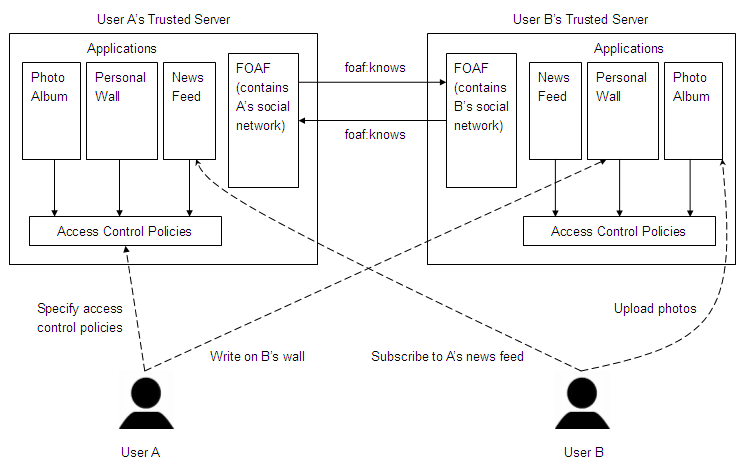 User A's Trusted Server
User B's Trusted Server
Applications
Photo
Album
Personal
Wall
News
Feed
FOAF
(contains
A's social
network)
foaf:knows
foaf:knows
FOAF
(contains
B's social
network)
Applications
News
Feed
Personal
Wall
Photo
Album
Access Control Policies
Access Control Policies
Specify access
control policies
Write on B's wall
Subscribe to A's news feed
Upload photos
User A
User B